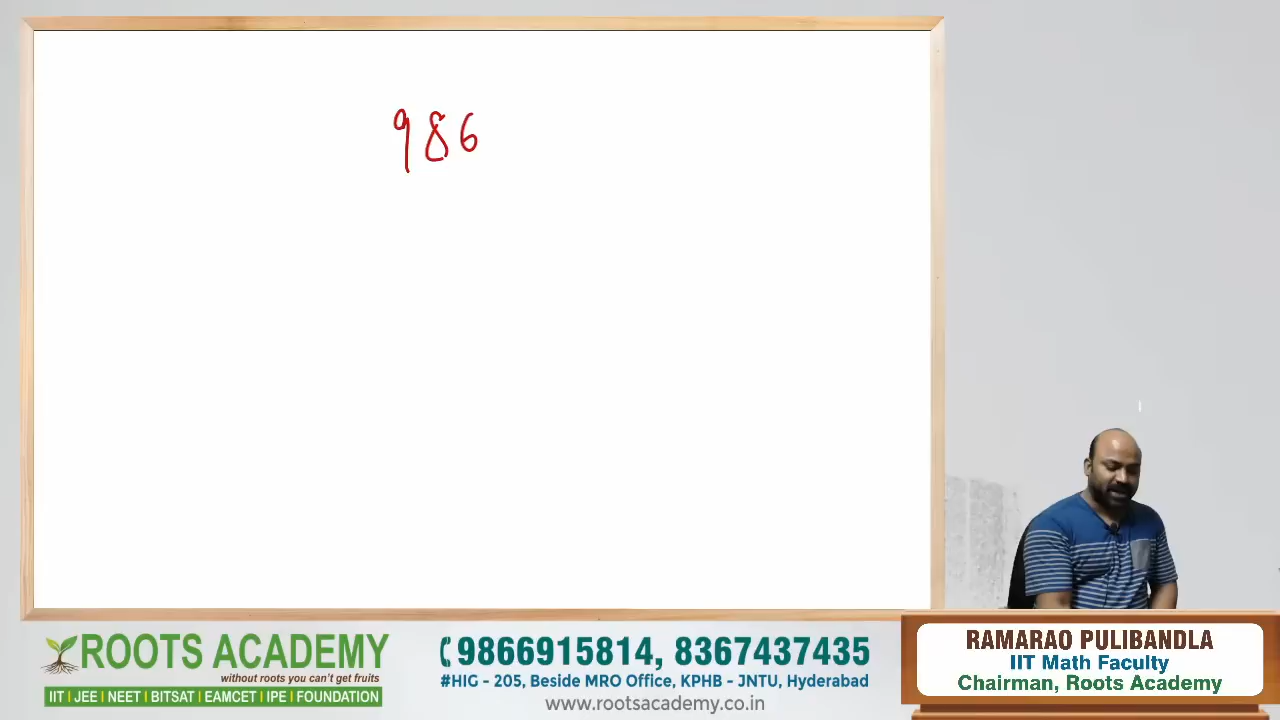 986
ROOTS ACADEMY
without roots you can't get fruits
IIT | JEE | NEET | BITSAT | EAMCET | IPE | FOUNDATION
9866915814, 8367437435
#HIG - 205, Beside MRO Office, KPHB - JNTU, Hyderabad
www.rootsacademy.co.in
RAMARAO PULIBANDLA
IIT Math Faculty
Chairman, Roots Academy